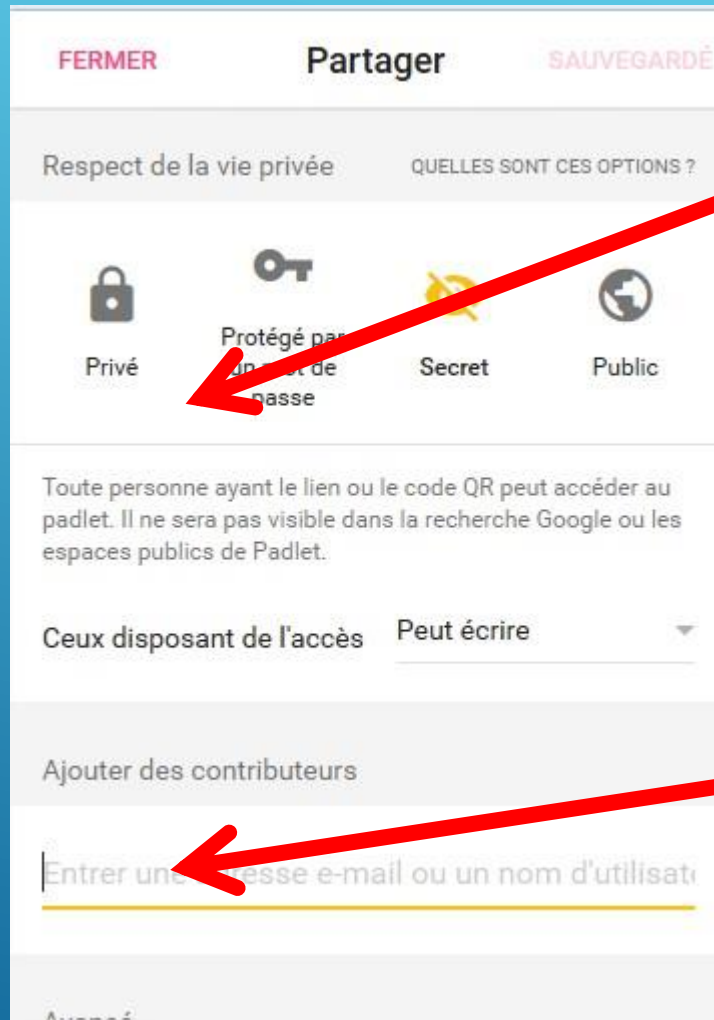 FERMER Partager SAUVEGARDÉ
Respect de la vie privée QUELLES SONT CES OPTIONS ?
Privé
Protégé par
un mot de
passe
Secret
Public
Toute personne ayant le lien ou le code QR peut accéder au
padlet. Il ne sera pas visible dans la recherche Google ou les
espaces publics de Padlet.
Ceux disposant de l'accès Peut écrire
Ajouter des contributeurs
Entrer une adresse e-mail ou un nom d'utilisate
Avancé